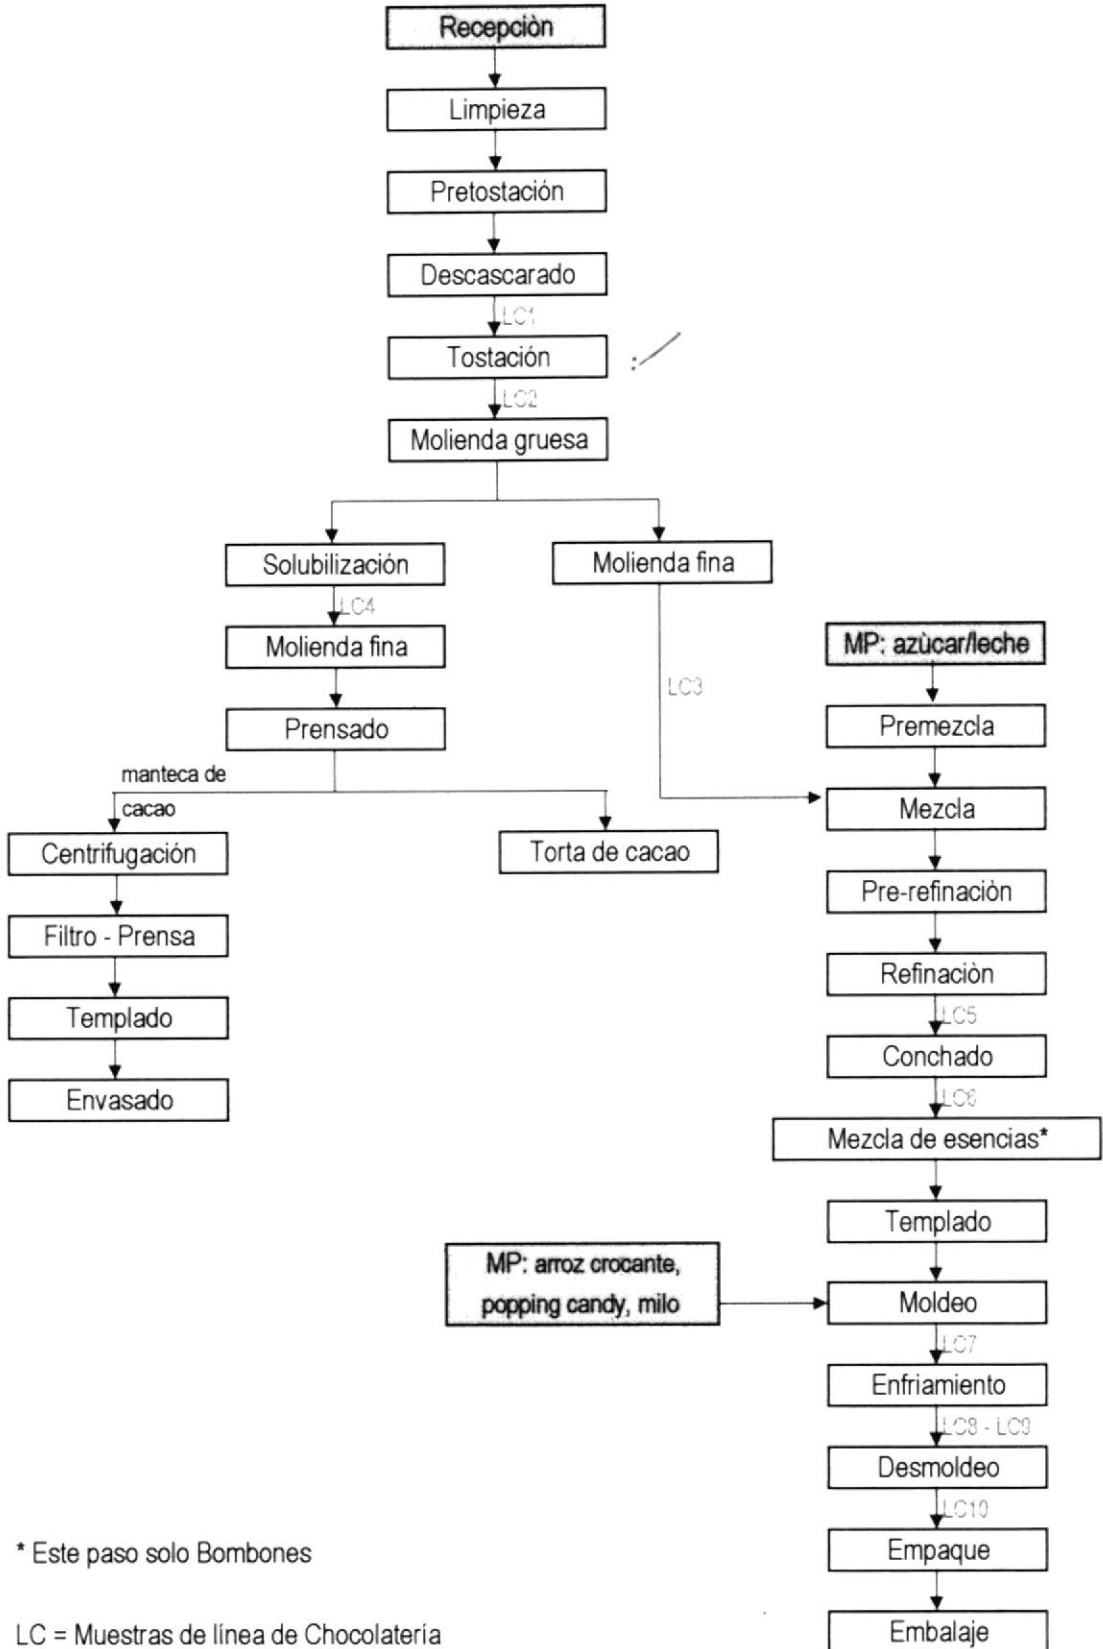 Recepciòn
Limpieza
Pretostación
Descascarado
LC1
Tostación
LC2
Molienda gruesa
Solubilización
Molienda fina
LC4
Molienda fina
LC3
Prensado
manteca de
cacao
Centrifugación
Torta de cacao
Filtro - Prensa
Templado
Envasado
MP: azùcar/leche
Premezcla
Mezcla
Pre-refinaciòn
Refinaciòn
LC5
Conchado
LC6
Mezcla de esencias*
Templado
MP: arroz crocante,
popping candy, milo
Moldeo
LC7
Enfriamiento
LC8 - LC9
Desmoldeo
LC10
Empaque
Embalaje
* Este paso solo Bombones
LC = Muestras de línea de Chocolatería